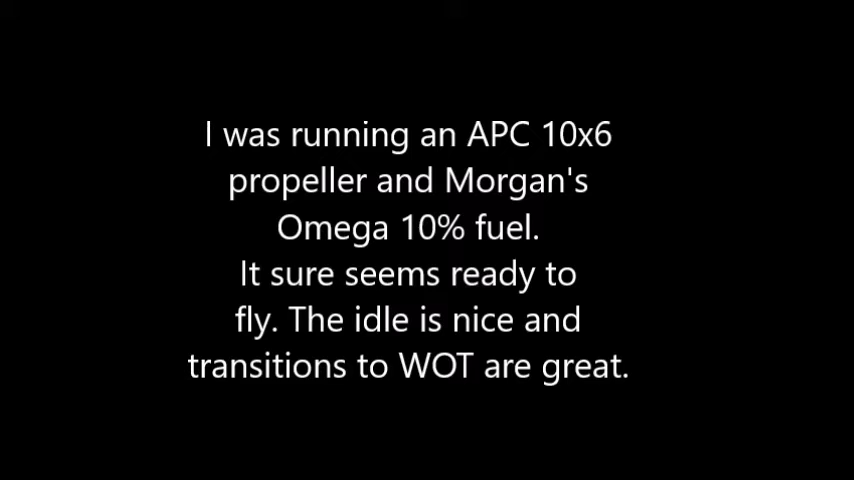 I was running an APC 10x6
propeller and Morgan's
Omega 10% fuel.
It sure seems ready to
fly. The idle is nice and
transitions to WOT are great.